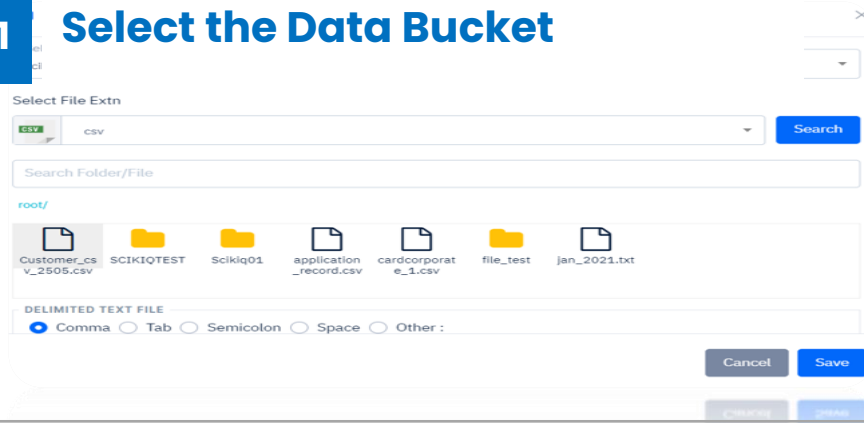 1
Select the Data Bucket
Select File Extn
CSV
csv
Search
Search Folder/File
root/
Customer_cs
v_2505.csv
SCIKIQTEST
Scikiq01
application
_record.csv
cardcorporat
e_1.csv
file_test
jan_2021.txt
DELIMITED TEXT FILE
Comma Tab Semicolon Space Other :
Cancel Save